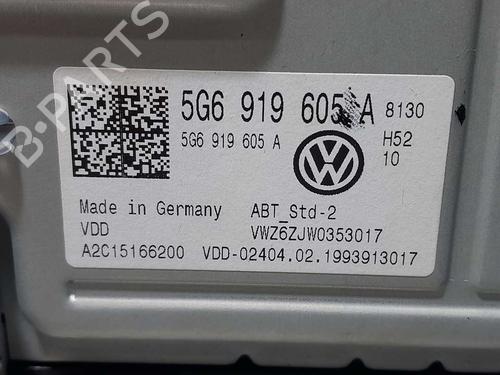 5G6 919 605 A 8130
5G6 919 605 A
H52
10
Made in Germany ABT_Std-2
VDD VWZ6ZJW0353017
A2C15166200 VDD-02404.02.1993913017
B-PARTS